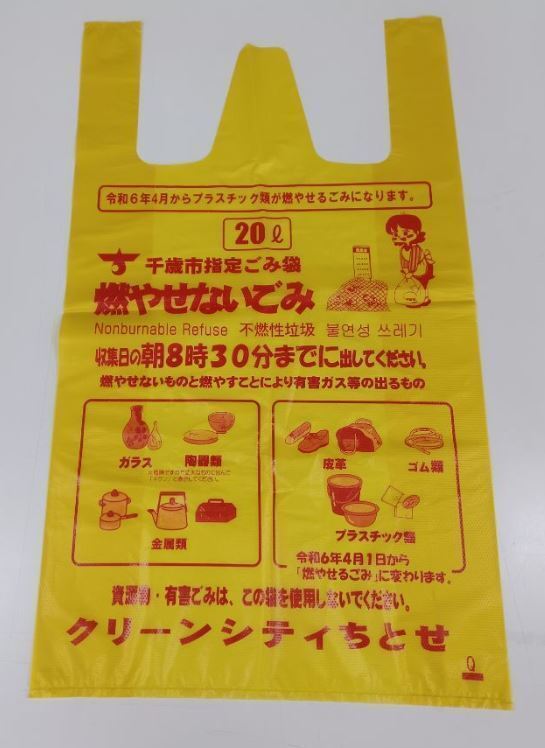 令和6年4月からプラスチック類が燃やせるごみになります。
20ℓ
千歳市指定ごみ袋
燃やせないごみ
Nonburnable Refuse 不燃性垃圾 불연성 쓰레기
収集日の朝8時30分までに出してください。
燃やせないものと燃やすことにより有害ガス等の出るもの
ガラス 陶器類
皮革 ゴム類
金属類
プラスチック類
令和6年4月1日から
「燃やせるごみ」に変わります。
資源物・有害ごみは、この袋を使用しないでください。
クリーンシティちとせ
Q